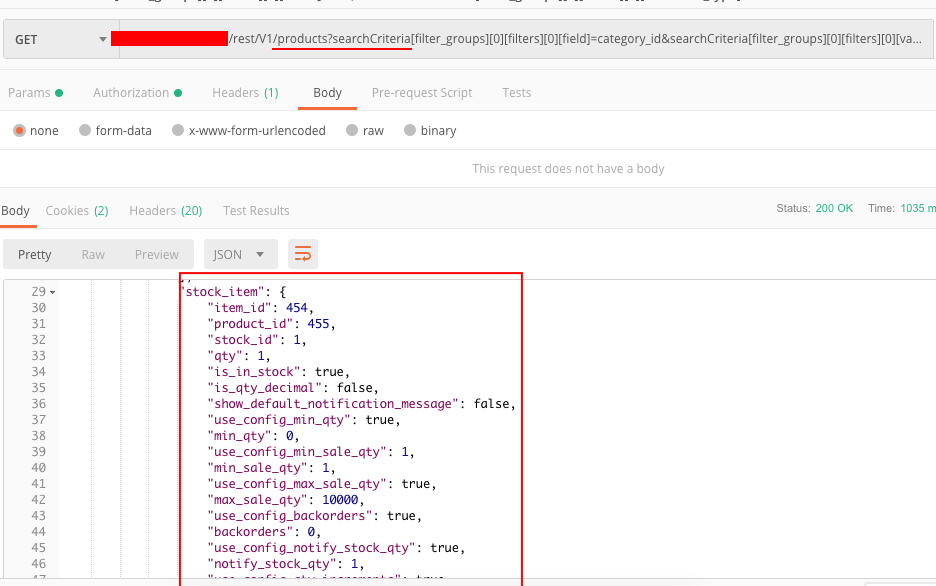 GET /rest/V1/products?searchCriteria[filter_groups][0][filters][0][field]=category_id&searchCriteria[filter_groups][0][filters][0][va...
Params Authorization Headers (1) Body Pre-request Script Tests
none form-data x-www-form-urlencoded raw binary
This request does not have a body
Body Cookies (2) Headers (20) Test Results Status: 200 OK Time: 1035 m
Pretty Raw Preview JSON
29 "stock_item": {
30 "item_id": 454,
31 "product_id": 455,
32 "stock_id": 1,
33 "qty": 1,
34 "is_in_stock": true,
35 "is_qty_decimal": false,
36 "show_default_notification_message": false,
37 "use_config_min_qty": true,
38 "min_qty": 0,
39 "use_config_min_sale_qty": 1,
40 "min_sale_qty": 1,
41 "use_config_max_sale_qty": true,
42 "max_sale_qty": 10000,
43 "use_config_backorders": true,
44 "backorders": 0,
45 "use_config_notify_stock_qty": true,
46 "notify_stock_qty": 1,
47 "use_config_qty_increments": true